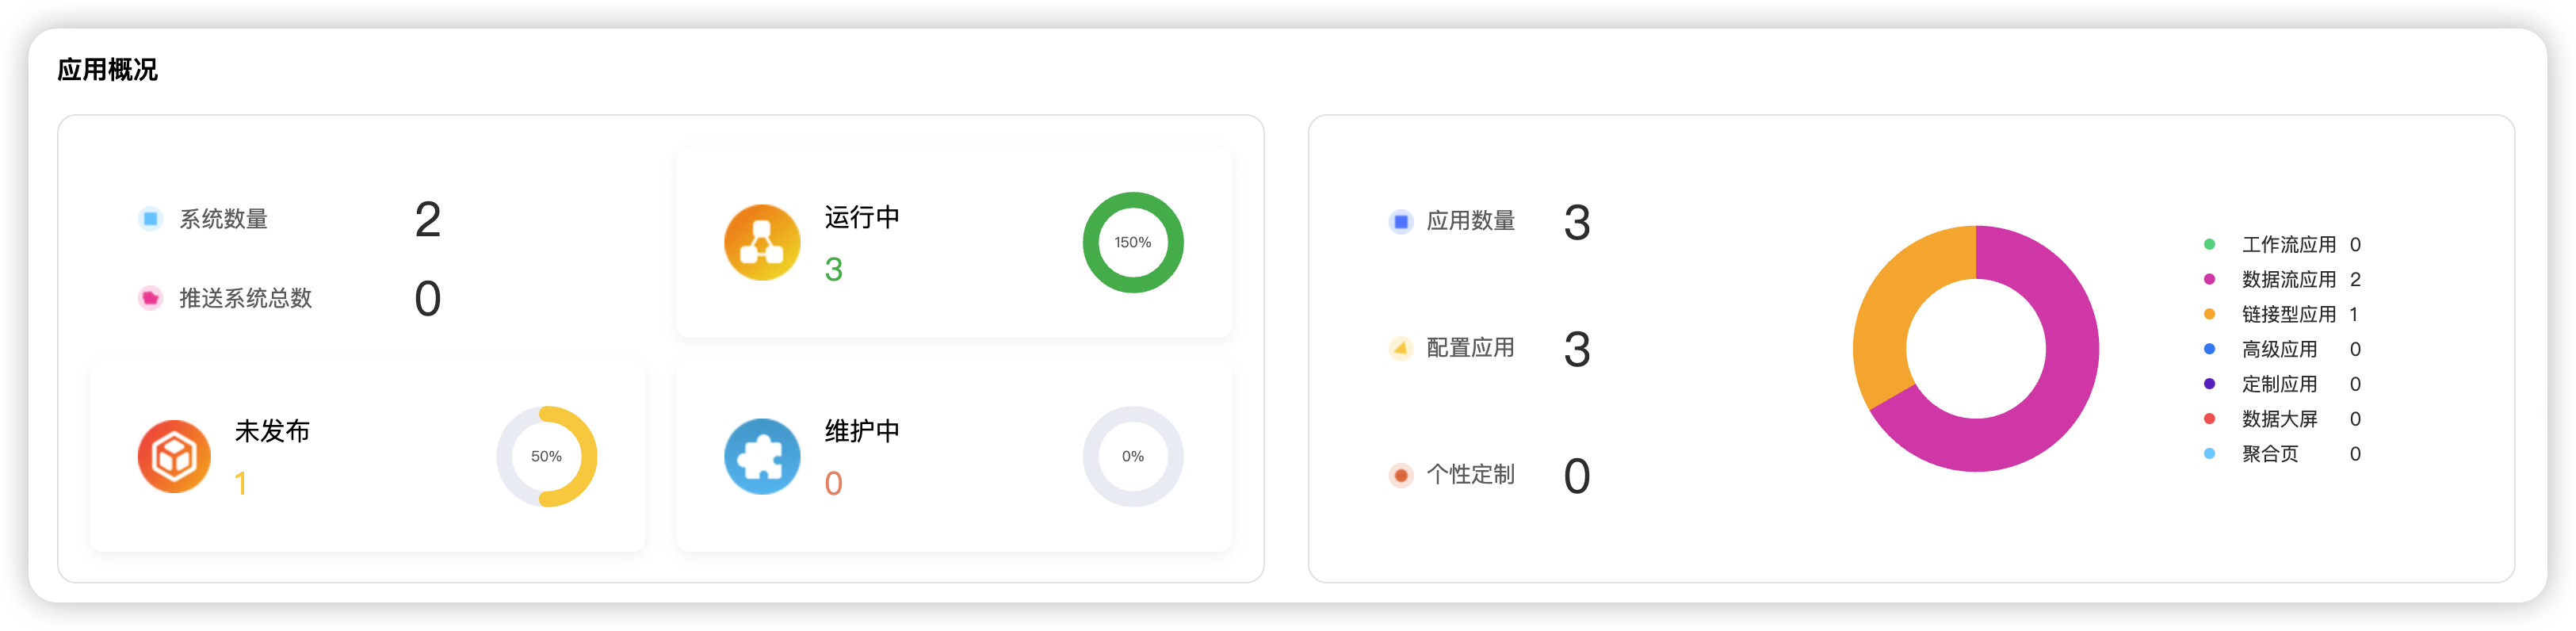 应用概况
系统数量 2
推送系统总数 0
运行中
3
150%
未发布
1
50%
维护中
0
0%
应用数量 3
配置应用 3
个性定制 0
工作流应用 0
数据流应用 2
链接型应用 1
高级应用 0
定制应用 0
数据大屏 0
聚合页 0